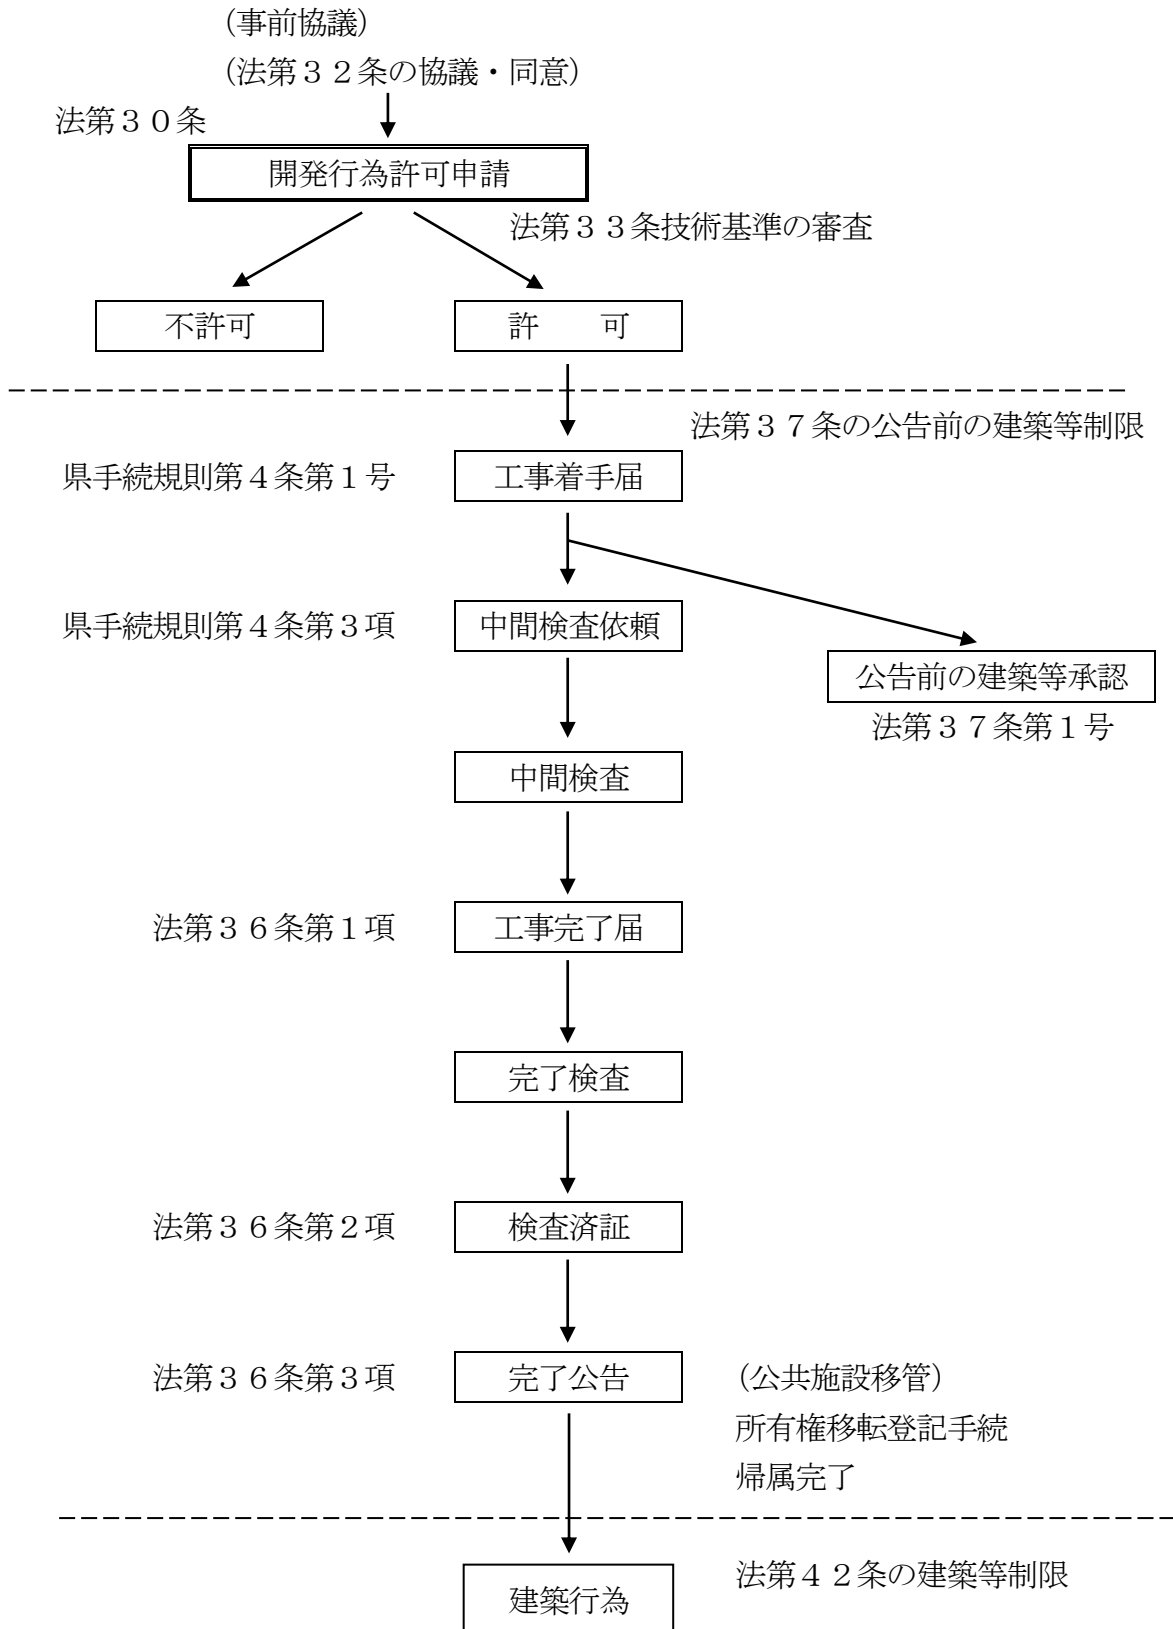 (事前協議)
(法第３２条の協議・同意)
法第３０条
開発行為許可申請
法第３３条技術基準の審査
不許可
許　　可
法第３７条の公告前の建築等制限
県手続規則第４条第１号
工事着手届
県手続規則第４条第３項
中間検査依頼
公告前の建築等承認
法第３７条第１号
中間検査
法第３６条第１項
工事完了届
完了検査
法第３６条第２項
検査済証
法第３６条第３項
完了公告
(公共施設移管)
所有権移転登記手続
帰属完了
法第４２条の建築等制限
建築行為